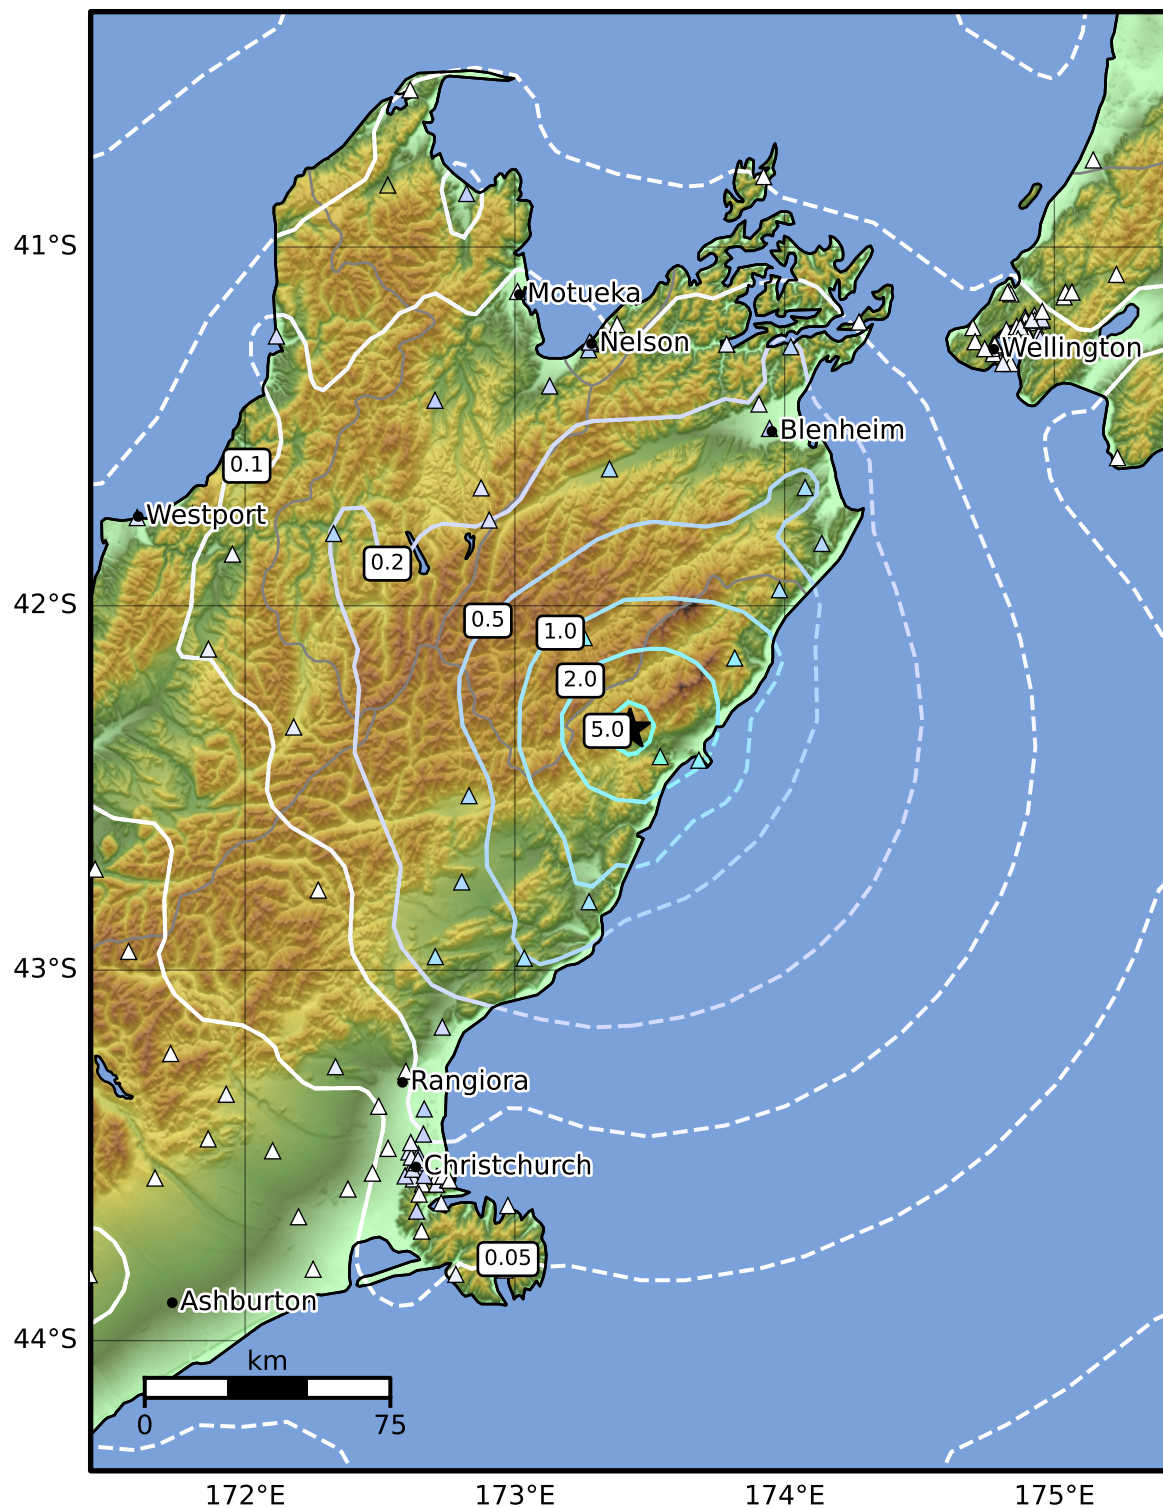 41°S
Motueka
Nelson
Wellington
Blenheim
0.1
Westport
0.2
42°S
0.5
1.0
2.0
5.0
43°S
Rangiora
Christchurch
0.05
Ashburton
44°S
km
0 75
172°E 173°E 174°E 175°E